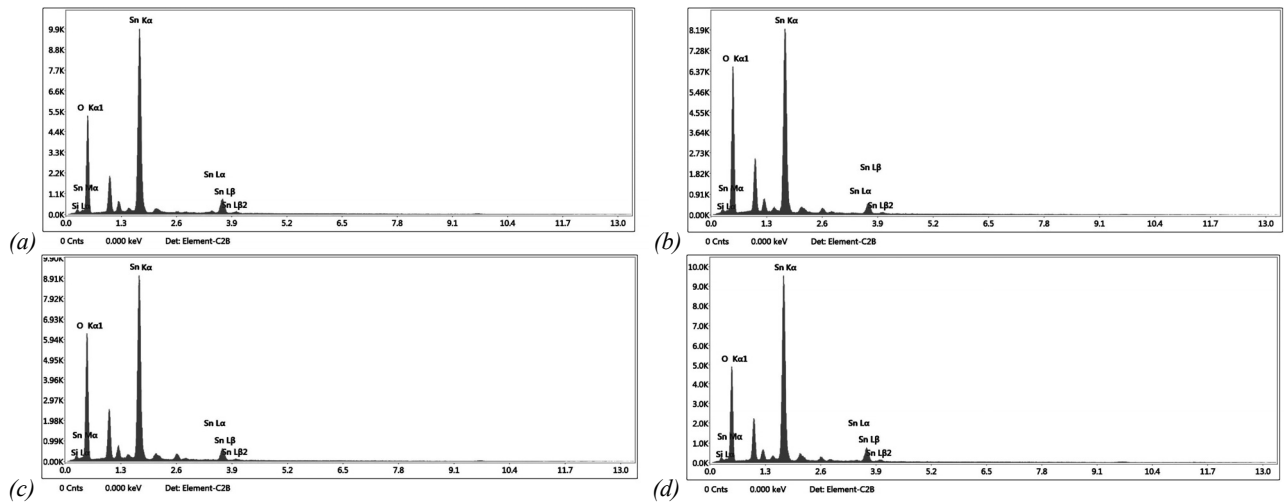 9.9K
Sn Kα
8.8K
7.7K
6.6K
5.5K
O Kα1
4.4K
3.3K
2.2K
Sn Lα
Sn Mα
1.1K
Sn Lβ
Si Lα
Sn Lβ2
0.00K
0.0 1.3 2.6 3.9 5.2 6.5 7.8 9.1 10.4 11.7 13.0
(a)
0 Cnts 0.000 keV Det: Element-C2B
Sn Kα
8.19K
7.28K
O Kα1
6.37K
5.46K
4.55K
3.64K
2.73K
Sn Lβ
1.82K
Sn Mα
0.91K
Sn Lα
Si Lα
Sn Lβ2
0.00K
0.0 1.3 2.6 3.9 5.2 6.5 7.8 9.1 10.4 11.7 13.0
(b)
0 Cnts 0.000 keV Det: Element-C2B
9.90K
Sn Kα
8.91K
7.92K
6.93K
O Kα1
5.94K
4.95K
3.96K
2.97K
1.98K
Sn Lα
Sn Mα
0.99K
Sn Lβ
Si Lα
Sn Lβ2
0.00K
0.0 1.3 2.6 3.9 5.2 6.5 7.8 9.1 10.4 11.7 13.0
(c)
0 Cnts 0.000 keV Det: Element-C2B
Sn Kα
10.0K
9.0K
8.0K
7.0K
6.0K
O Kα1
5.0K
4.0K
3.0K
2.0K
Sn Lα
Sn Mα
1.0K
Sn Lβ
Si Lα
Sn Lβ2
0.0K
0.0 1.3 2.6 3.9 5.2 6.5 7.8 9.1 10.4 11.7 13.0
(d)
0 Cnts 0.000 keV Det: Element-C2B